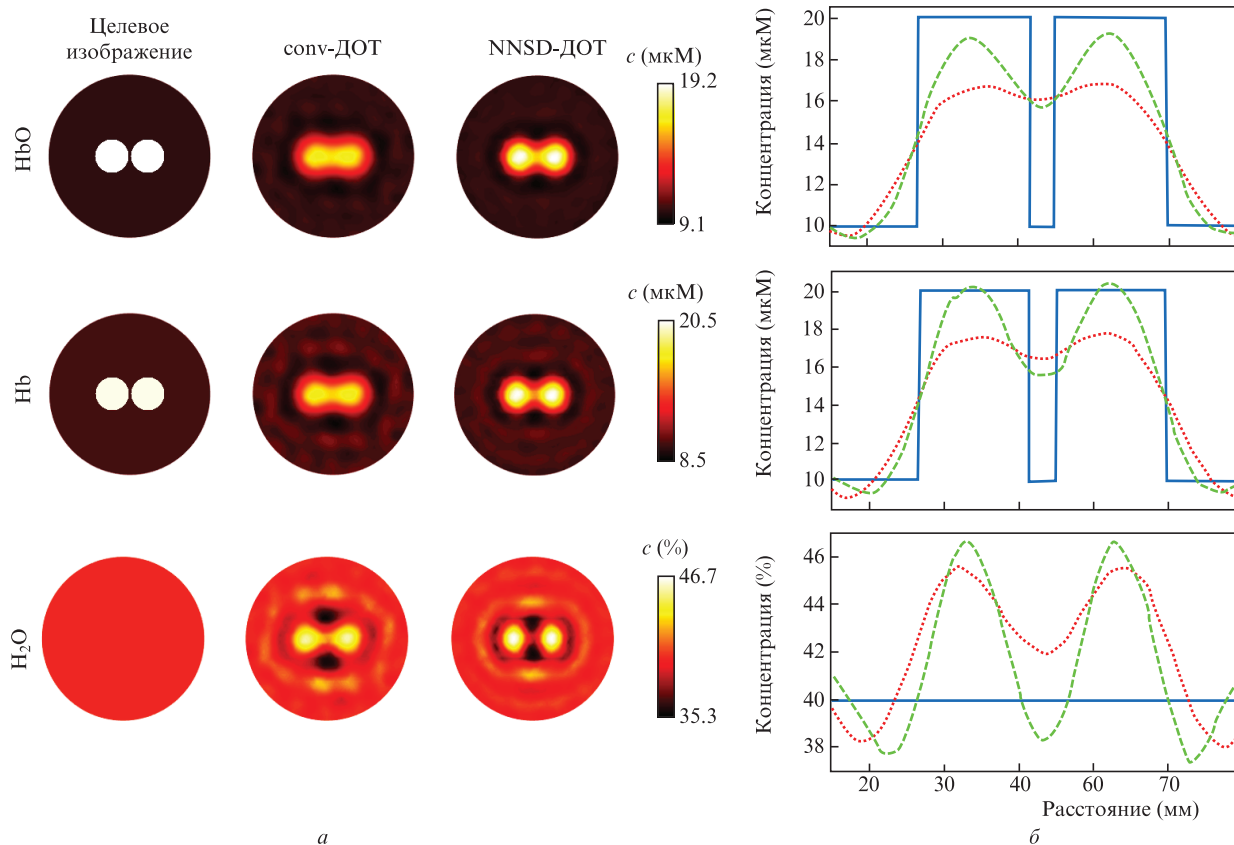 Целевое
изображение
conv-ДОТ
NNSD-ДОТ
c (мкМ)
19.2
9.1
HbO
c (мкМ)
20.5
8.5
Hb
c (%)
46.7
35.3
H₂O
а
Концентрация (мкМ)
20
18
16
14
12
10
Концентрация (мкМ)
20
18
16
14
12
10
Концентрация (%)
46
44
42
40
38
20 30 40 50 60 70
Расстояние (мм)
б